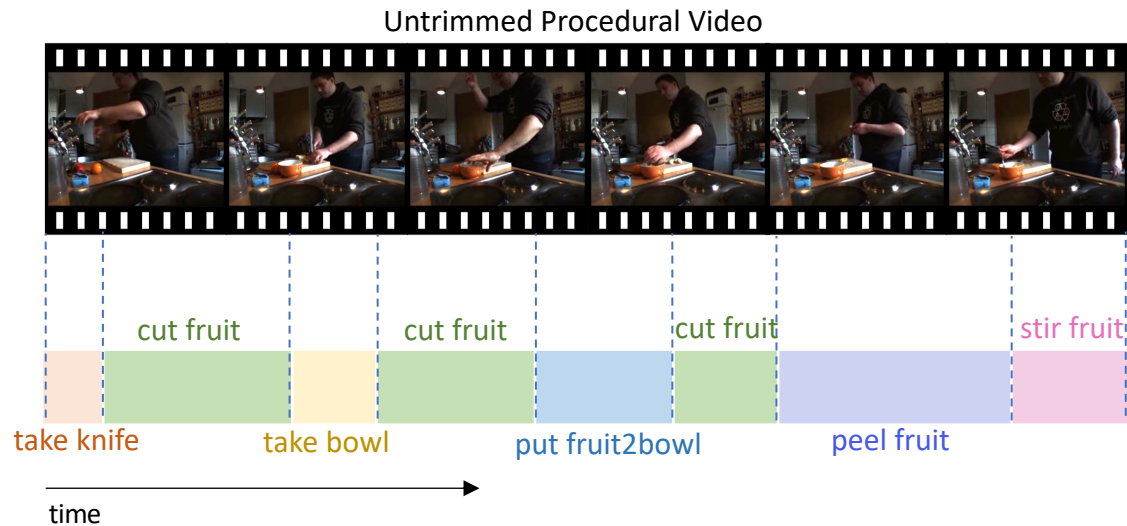 Untrimmed Procedural Video
cut fruit
cut fruit
cut fruit
stir fruit
take knife
take bowl
put fruit2bowl
peel fruit
time